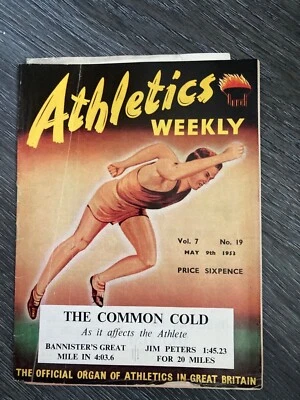 Athletics
WEEKLY
Vol. 7 No. 19
MAY 9th 1953
PRICE SIXPENCE
THE COMMON COLD
As it affects the Athlete
BANNISTER'S GREAT
MILE IN 4:03.6
JIM PETERS 1:45.23
FOR 20 MILES
THE OFFICIAL ORGAN OF ATHLETICS IN GREAT BRITAIN